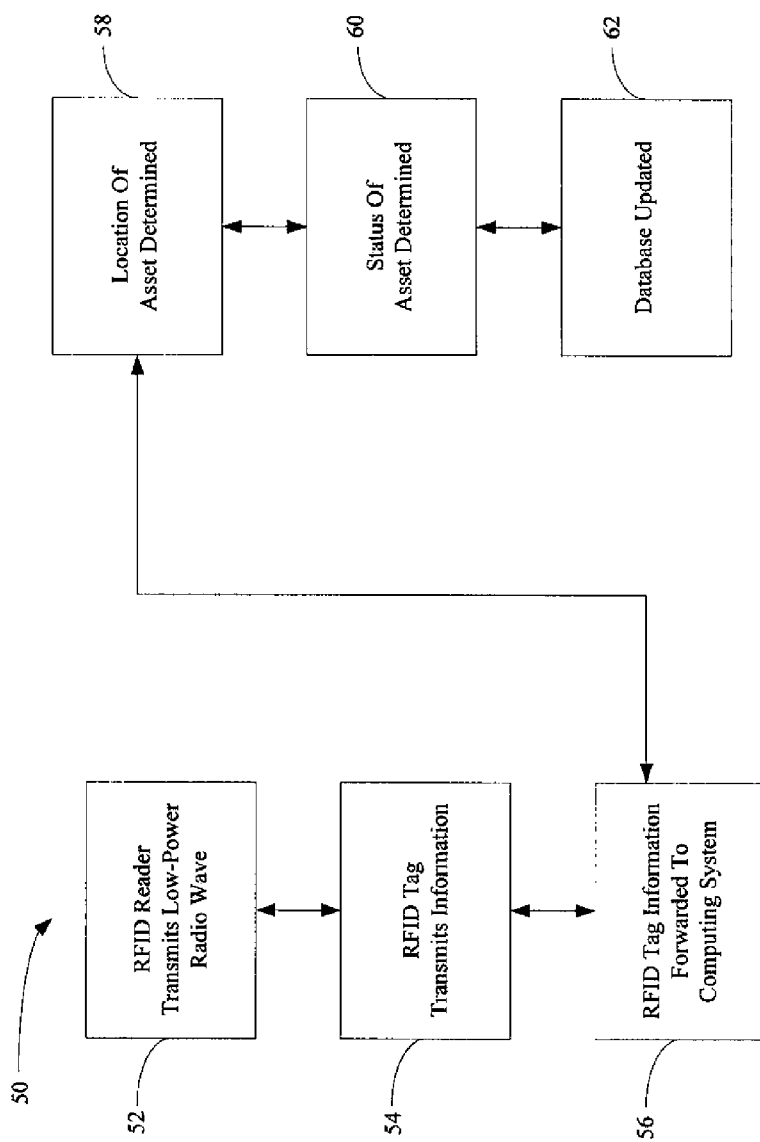 50
52
RFID Reader
Transmits Low-Power
Radio Wave
54
RFID Tag
Transmits Information
56
RFID Tag Information
Forwarded To
Computing System
58
Location Of
Asset Determined
60
Status Of
Asset Determined
62
Database Updated